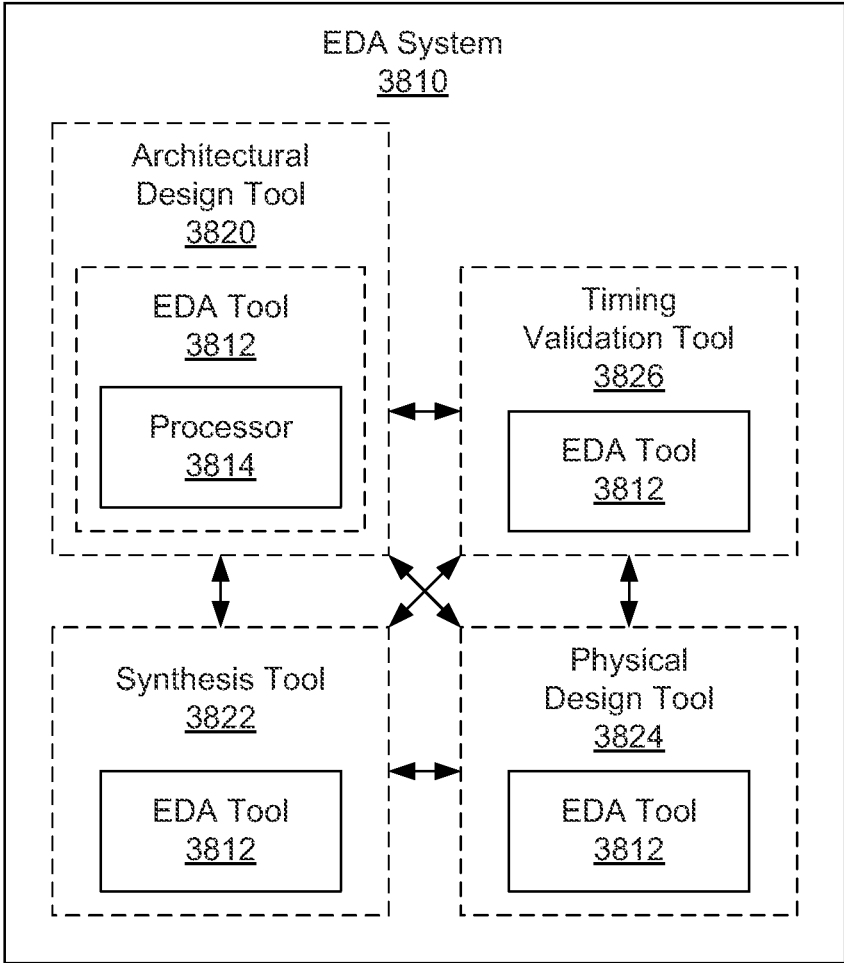 EDA System
3810
Architectural
Design Tool
3820
EDA Tool
3812
Processor
3814
Timing
Validation Tool
3826
EDA Tool
3812
Synthesis Tool
3822
EDA Tool
3812
Physical
Design Tool
3824
EDA Tool
3812